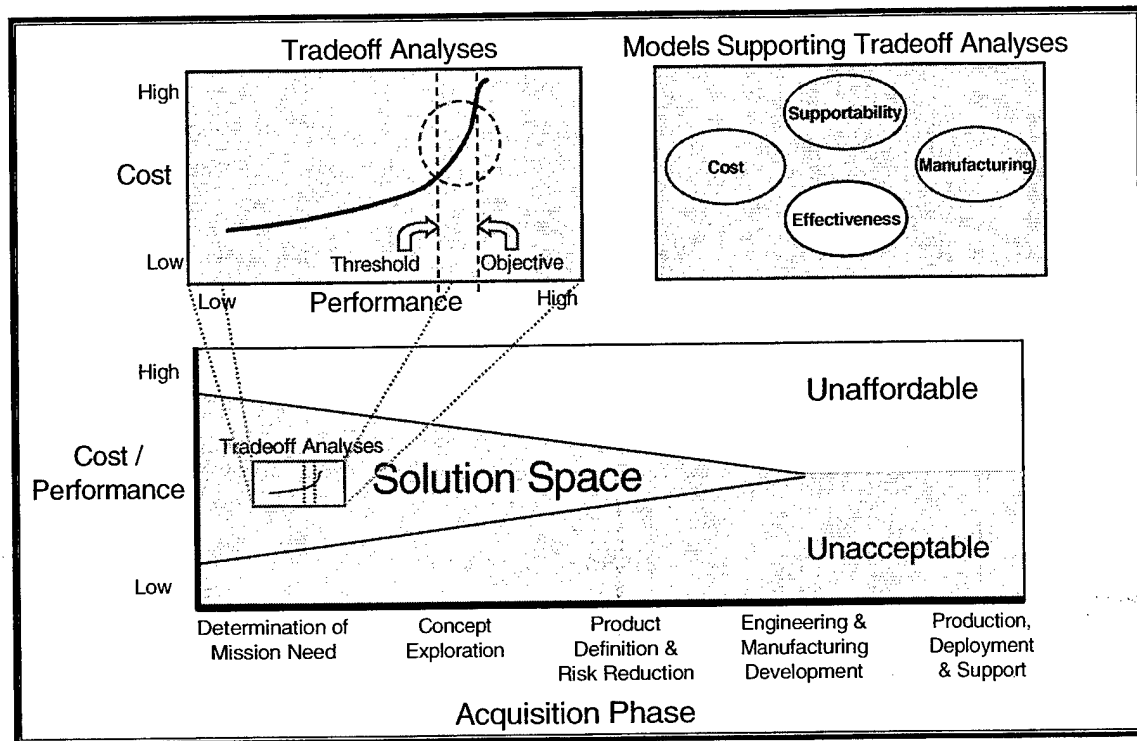 Tradeoff Analyses
High
Cost
Low
Threshold
Objective
Low
Performance
High
Models Supporting Tradeoff Analyses
Supportability
Cost
Manufacturing
Effectiveness
High
Cost /
Performance
Low
Unaffordable
Tradeoff Analyses
Solution Space
Unacceptable
Determination of
Mission Need
Concept
Exploration
Product
Definition &
Risk Reduction
Engineering &
Manufacturing
Development
Production,
Deployment
& Support
Acquisition Phase